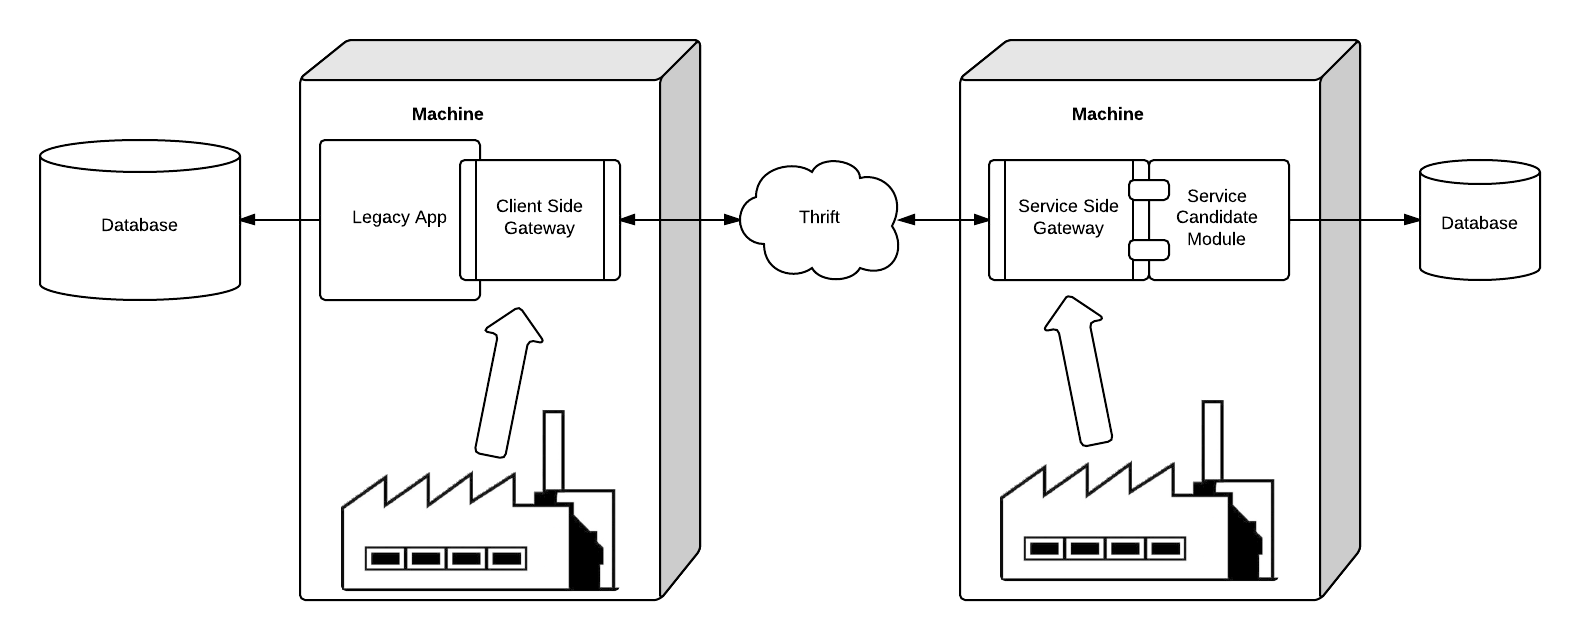 Machine
Machine
Database
Legacy App
Client Side
Gateway
Thrift
Service Side
Gateway
Service
Candidate
Module
Database